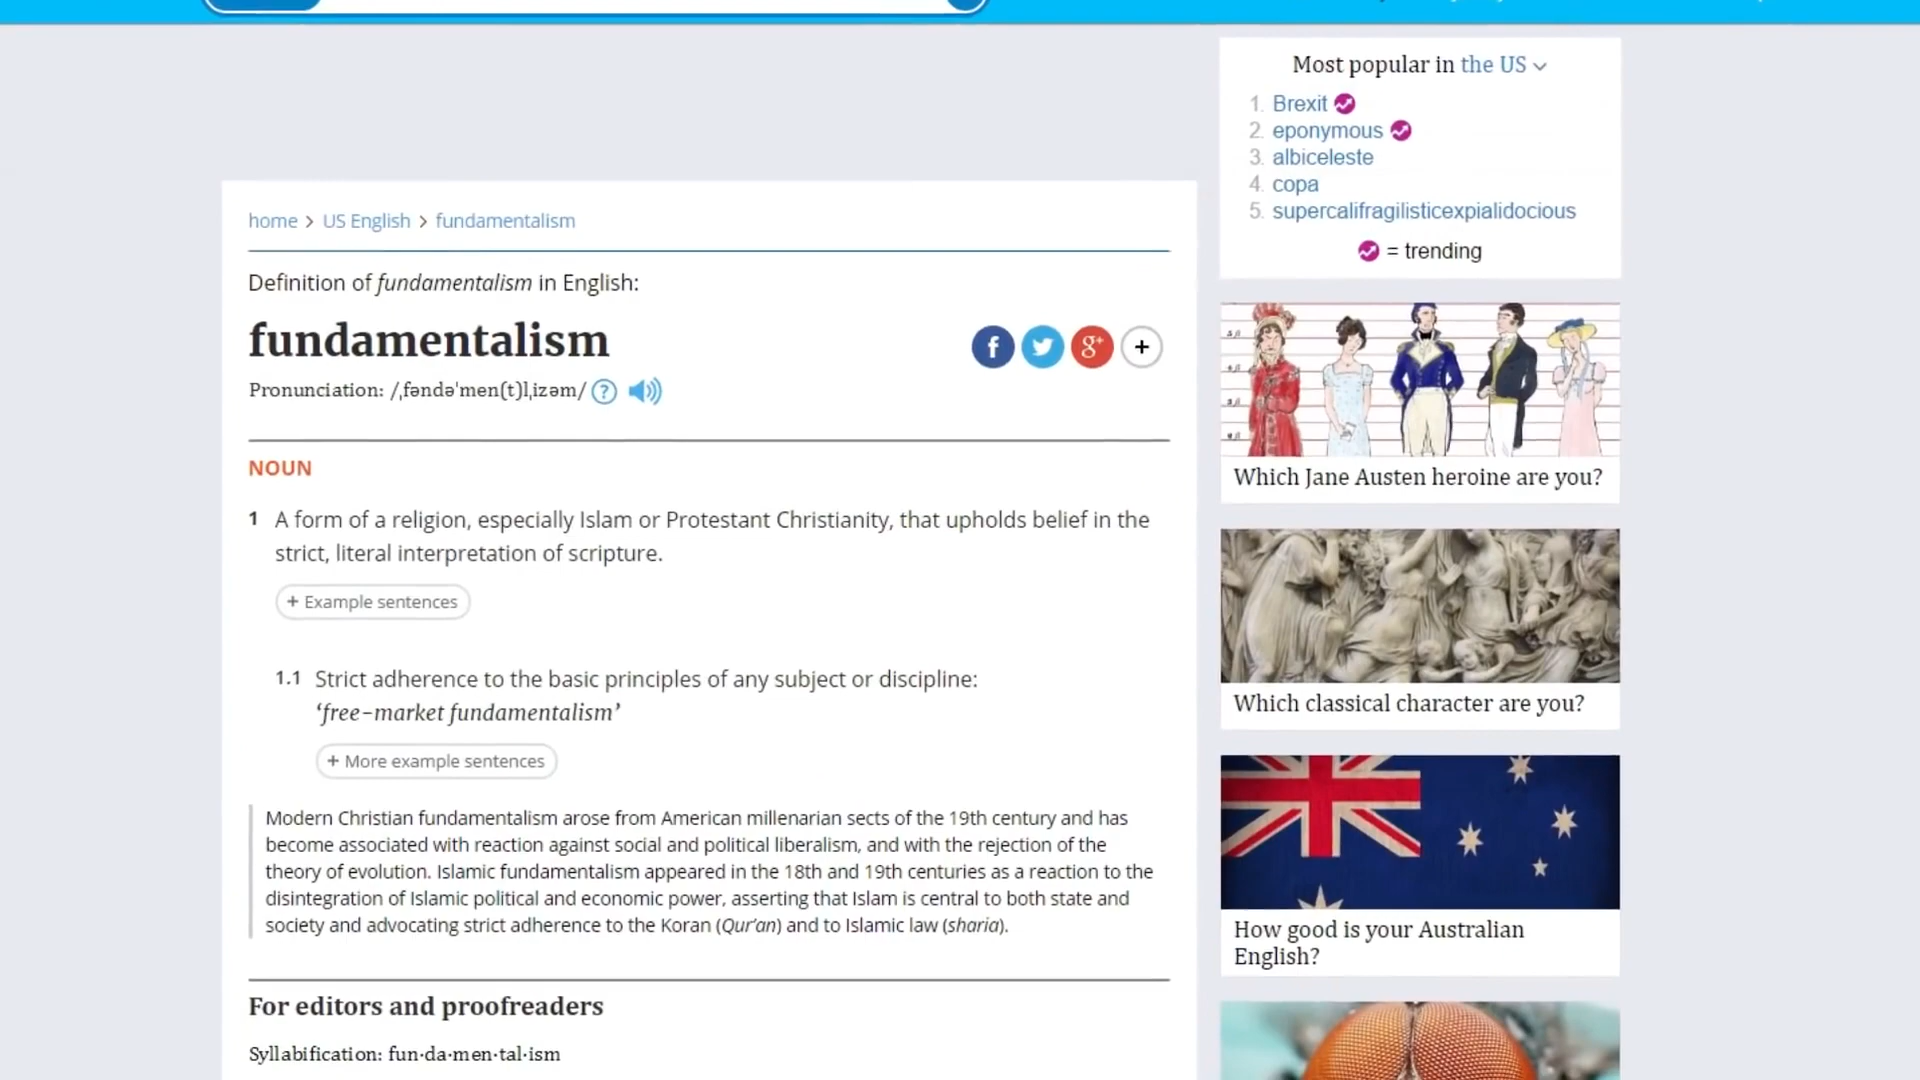 home > US English > fundamentalism
Definition of fundamentalism in English:
fundamentalism
Pronunciation: /ˌfəndəˈmen(t)lˌizəm/ ?
f
g+
+
NOUN
1 A form of a religion, especially Islam or Protestant Christianity, that upholds belief in the
strict, literal interpretation of scripture.
+ Example sentences
1.1 Strict adherence to the basic principles of any subject or discipline:
‘free-market fundamentalism’
+ More example sentences
Modern Christian fundamentalism arose from American millenarian sects of the 19th century and has
become associated with reaction against social and political liberalism, and with the rejection of the
theory of evolution. Islamic fundamentalism appeared in the 18th and 19th centuries as a reaction to the
disintegration of Islamic political and economic power, asserting that Islam is central to both state and
society and advocating strict adherence to the Koran (Qur’an) and to Islamic law (sharia).
For editors and proofreaders
Syllabification: fun·da·men·tal·ism
Most popular in the US
1. Brexit
2. eponymous
3. albiceleste
4. copa
5. supercalifragilisticexpialidocious
= trending
Which Jane Austen heroine are you?
Which classical character are you?
How good is your Australian
English?